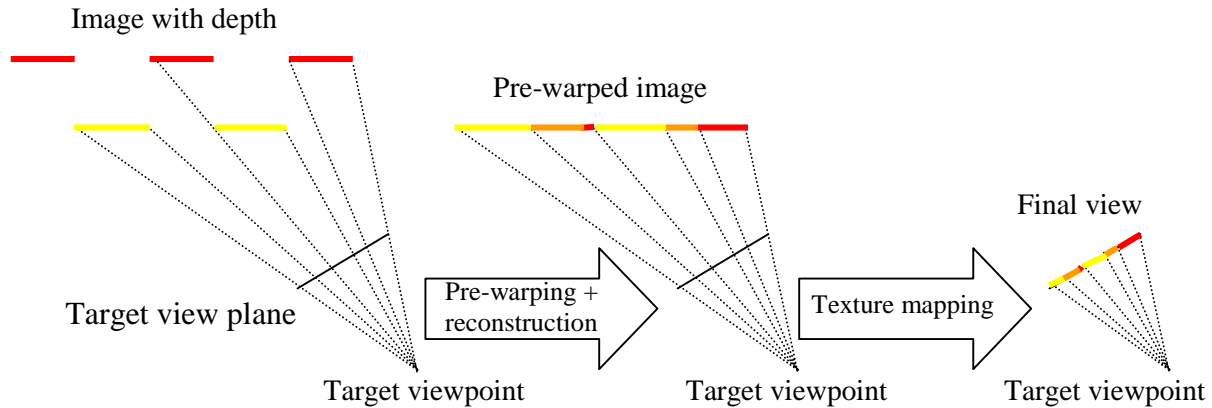 Image with depth
Pre-warped image
Final view
Target view plane
Pre-warping +
reconstruction
Texture mapping
Target viewpoint
Target viewpoint
Target viewpoint